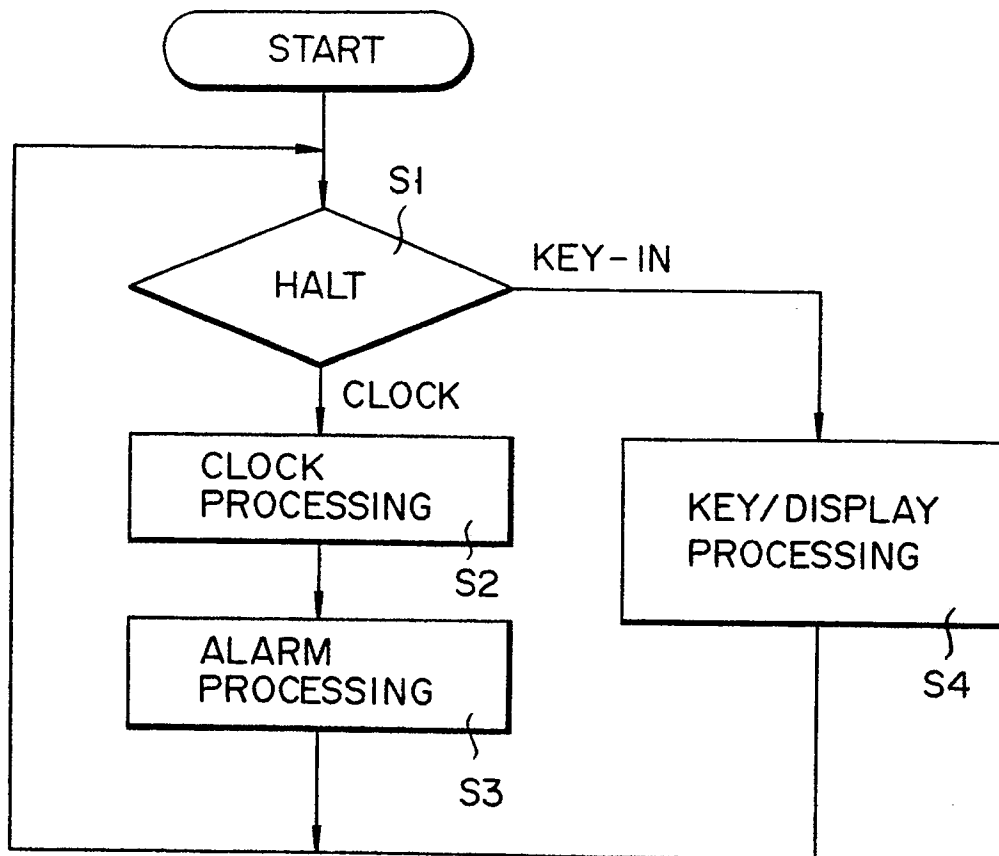 START
S1
HALT
KEY-IN
CLOCK
CLOCK
PROCESSING
S2
KEY/DISPLAY
PROCESSING
S4
ALARM
PROCESSING
S3